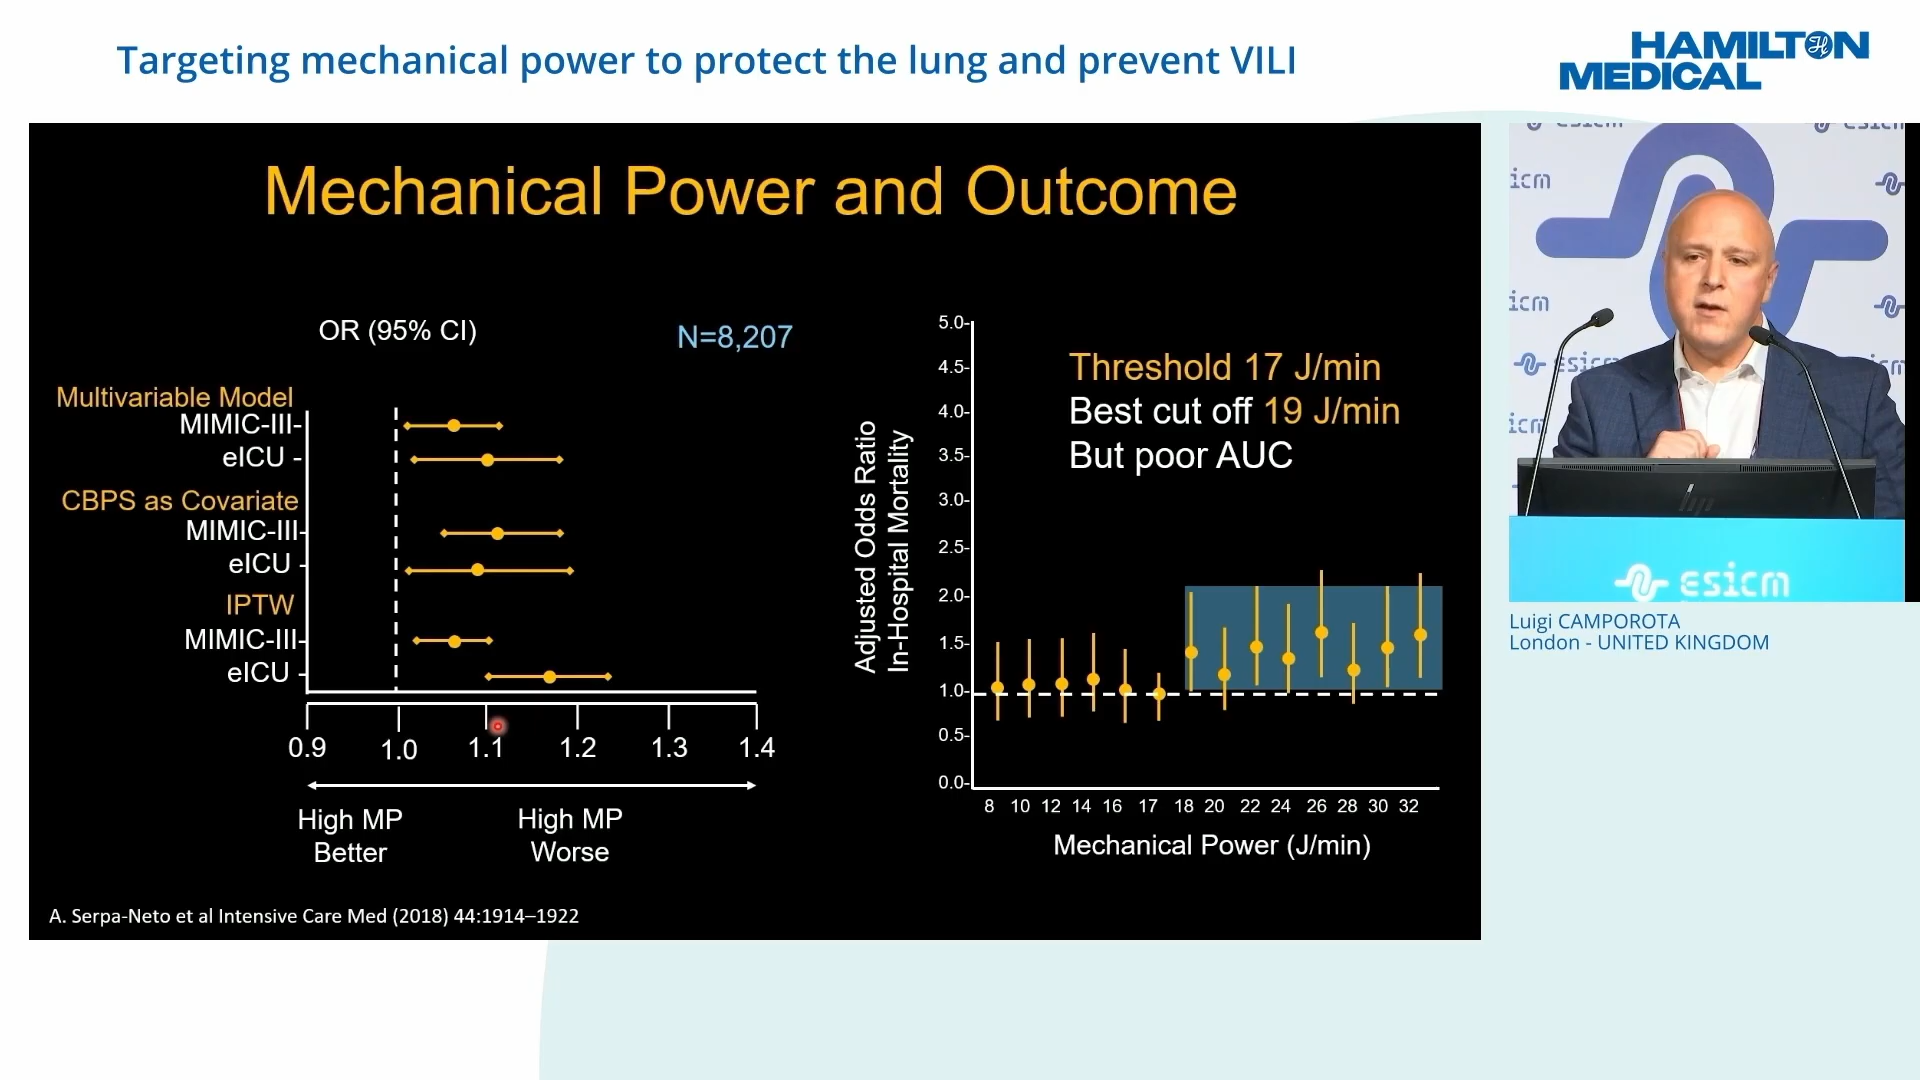 Targeting mechanical power to protect the lung and prevent VILI
HAMILTON
MEDICAL
Mechanical Power and Outcome
OR (95% CI)
N=8,207
Multivariable Model
MIMIC-III-
eICU -
CBPS as Covariate
MIMIC-III-
eICU -
IPTW
MIMIC-III-
eICU -
0.9 1.0 1.1 1.2 1.3 1.4
High MP
Better
High MP
Worse
Adjusted Odds Ratio
In-Hospital Mortality
5.0-
4.5-
4.0-
3.5-
3.0-
2.5-
2.0-
1.5-
1.0-
0.5-
0.0-
Threshold 17 J/min
Best cut off 19 J/min
But poor AUC
8 10 12 14 16 17 18 20 22 24 26 28 30 32
Mechanical Power (J/min)
A. Serpa-Neto et al Intensive Care Med (2018) 44:1914–1922
esicm
icm
icm
esicm
icm
hp
esicm
Luigi CAMPOROTA
London - UNITED KINGDOM